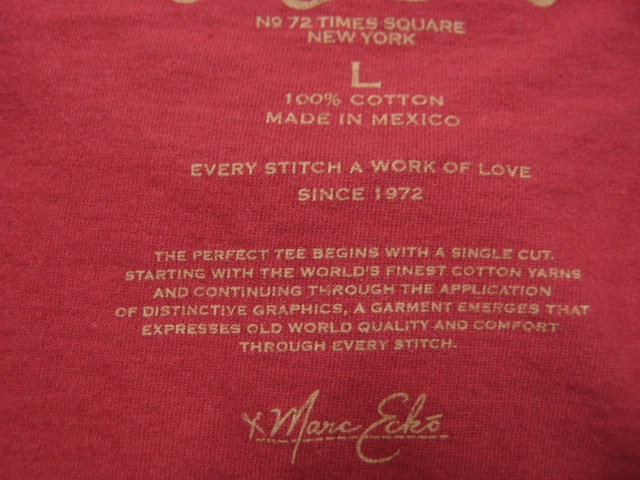 Nº 72 TIMES SQUARE
NEW YORK
L
100% COTTON
MADE IN MEXICO
EVERY STITCH A WORK OF LOVE
SINCE 1972
THE PERFECT TEE BEGINS WITH A SINGLE CUT.
STARTING WITH THE WORLD'S FINEST COTTON YARNS
AND CONTINUING THROUGH THE APPLICATION
OF DISTINCTIVE GRAPHICS, A GARMENT EMERGES THAT
EXPRESSES OLD WORLD QUALITY AND COMFORT
THROUGH EVERY STITCH.
X Marc Eckō